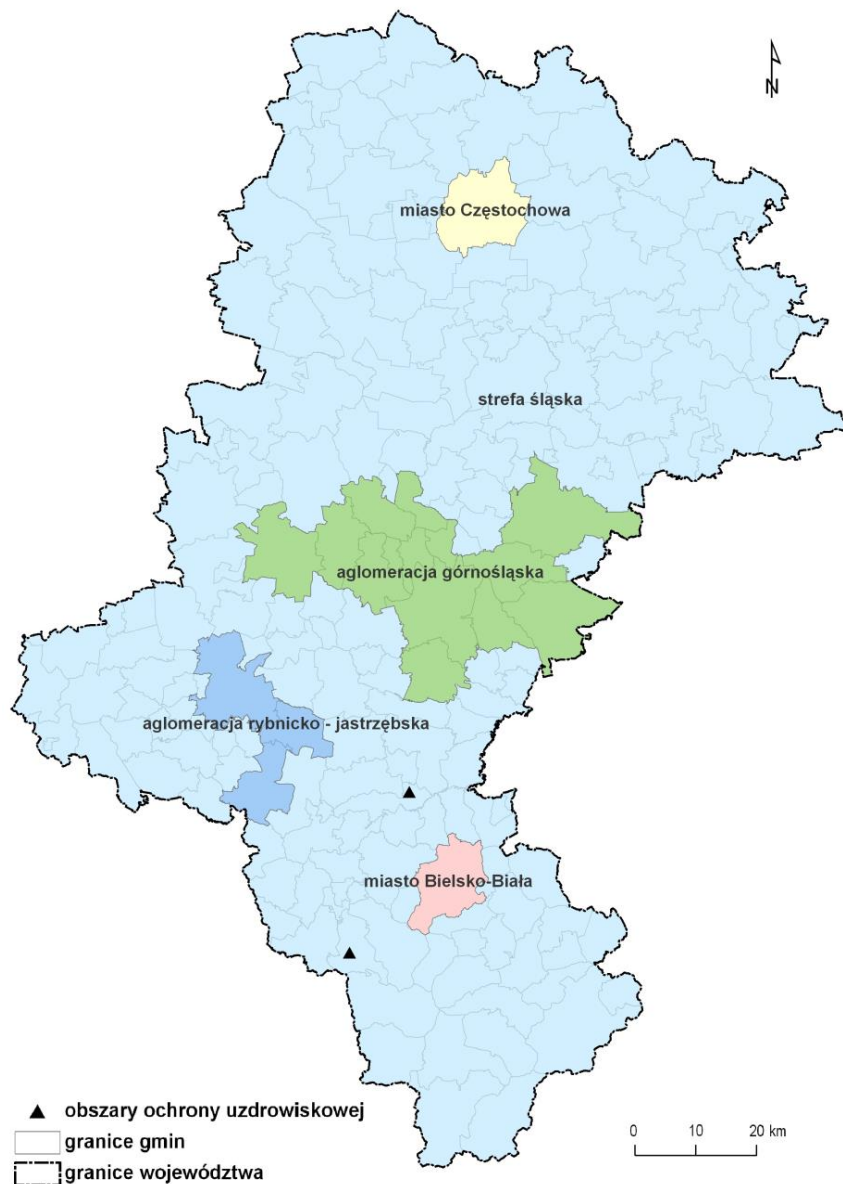 N
miasto Częstochowa
strefa śląska
aglomeracja górnośląska
aglomeracja rybnicko - jastrzębska
miasto Bielsko-Biała
obszary ochrony uzdrowiskowej
granice gmin
granice województwa
0 10 20 km